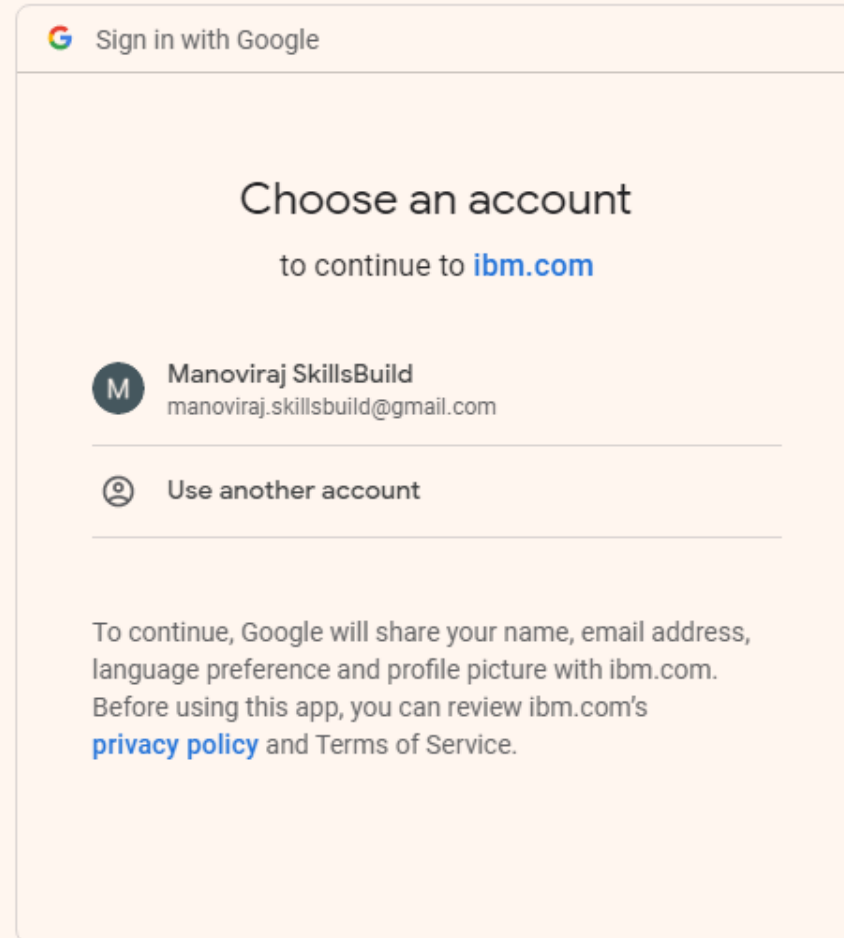 Sign in with Google
Choose an account
to continue to ibm.com
M
Manoviraj SkillsBuild
manoviraj.skillsbuild@gmail.com
Use another account
To continue, Google will share your name, email address,
language preference and profile picture with ibm.com.
Before using this app, you can review ibm.com's
privacy policy and Terms of Service.